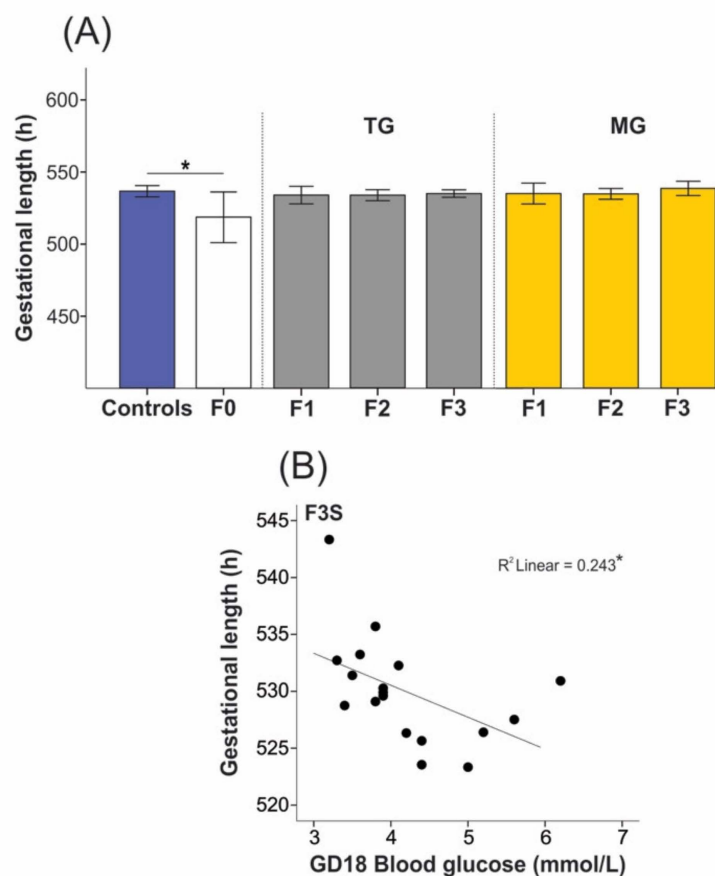 (A)
Gestational length (h)
600
550
500
450
*
TG
MG
Controls F0 F1 F2 F3 F1 F2 F3
(B)
Gestational length (h)
F3S
545
540
535
530
525
520
R² Linear = 0.243*
3 4 5 6 7
GD18 Blood glucose (mmol/L)